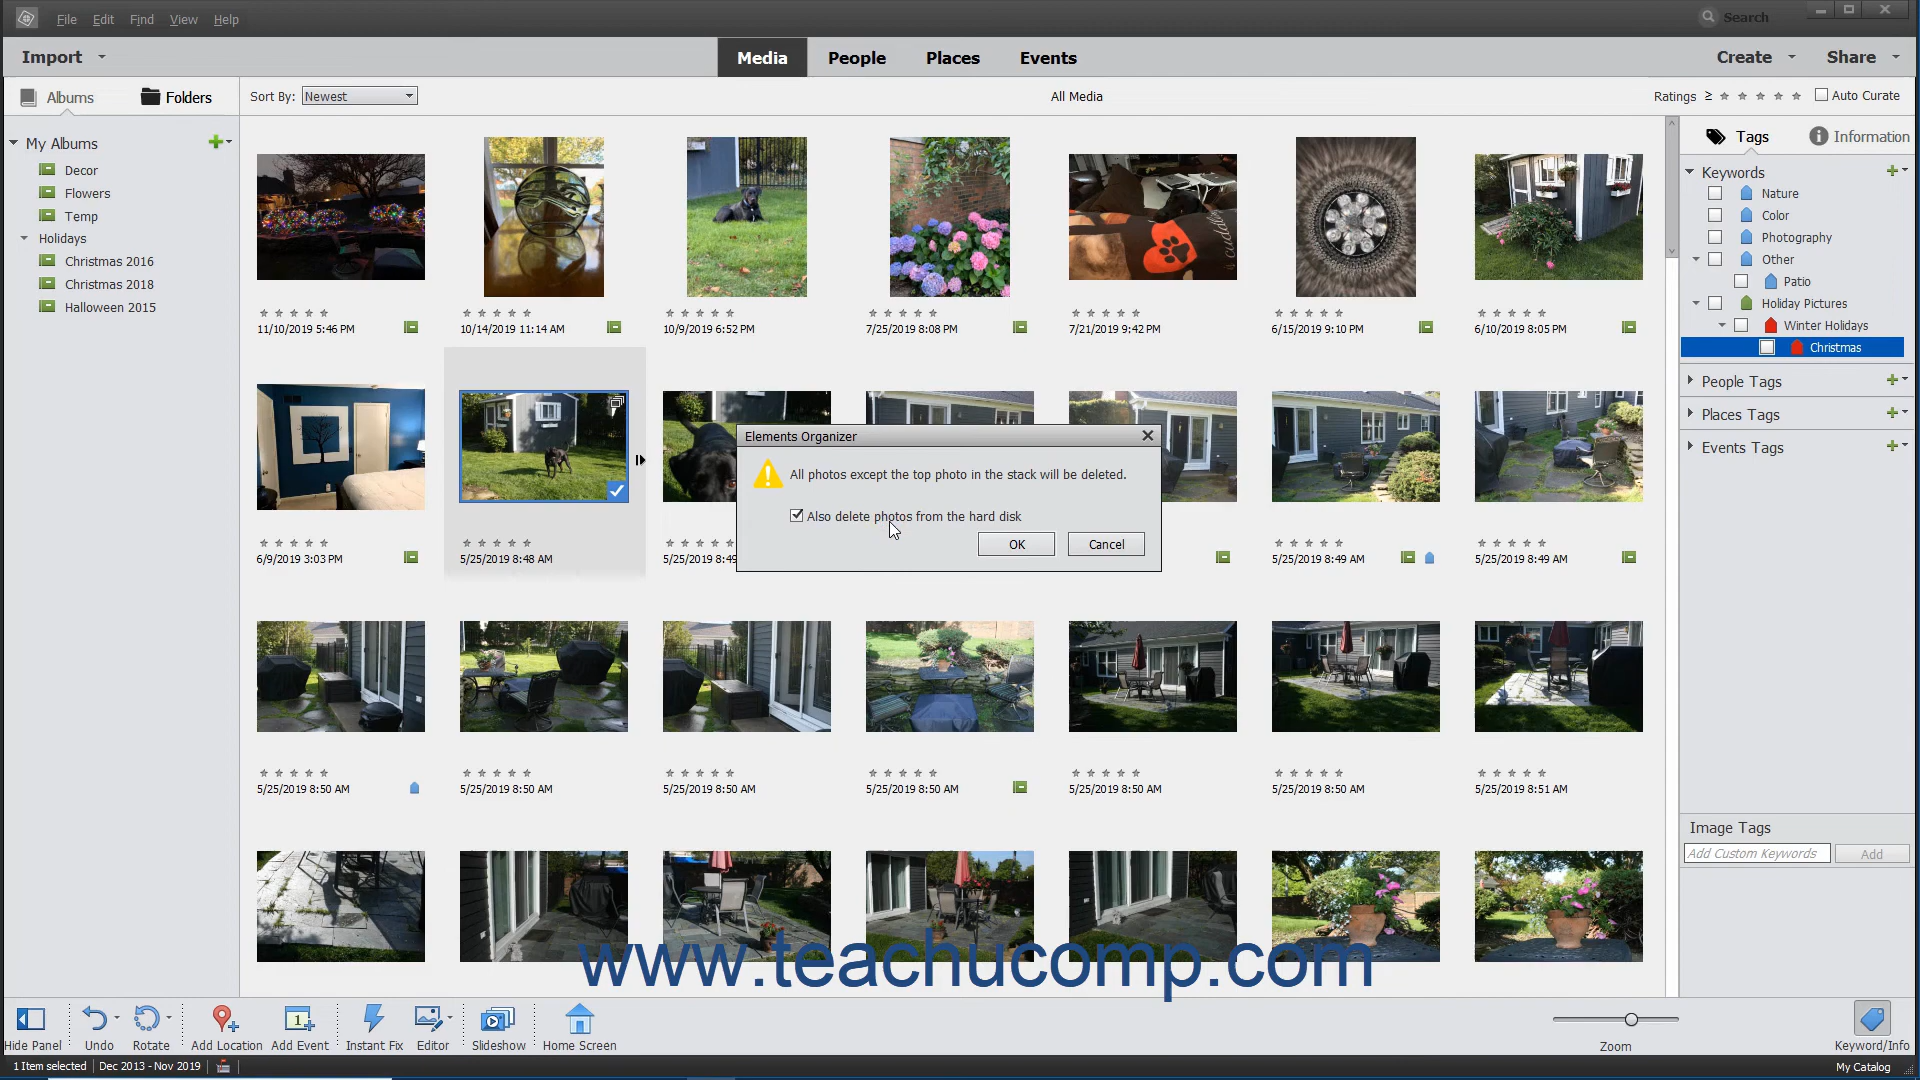 File Edit Find View Help Search
Import Media People Places Events Create Share
Albums Folders Sort By: Newest All Media Ratings ≥ Auto Curate
Tags Information
My Albums
Decor
Flowers
Temp
Holidays
Christmas 2016
Christmas 2018
Halloween 2015
11/10/2019 5:46 PM 10/14/2019 11:14 AM 10/9/2019 6:52 PM 7/25/2019 8:08 PM 7/21/2019 9:42 PM 6/15/2019 9:10 PM 6/10/2019 8:05 PM
6/9/2019 3:03 PM 5/25/2019 8:48 AM 5/25/2019 8:49 5/25/2019 8:49 AM 5/25/2019 8:49 AM
Elements Organizer
All photos except the top photo in the stack will be deleted.
Also delete photos from the hard disk
OK Cancel
5/25/2019 8:50 AM 5/25/2019 8:50 AM 5/25/2019 8:50 AM 5/25/2019 8:50 AM 5/25/2019 8:50 AM 5/25/2019 8:50 AM 5/25/2019 8:51 AM
www.teachucomp.com
Keywords
Nature
Color
Photography
Other
Patio
Holiday Pictures
Winter Holidays
Christmas
People Tags
Places Tags
Events Tags
Image Tags
Add Custom Keywords Add
Hide Panel Undo Rotate Add Location Add Event Instant Fix Editor Slideshow Home Screen Zoom Keyword/Info
1 Item selected Dec 2013 - Nov 2019 My Catalog